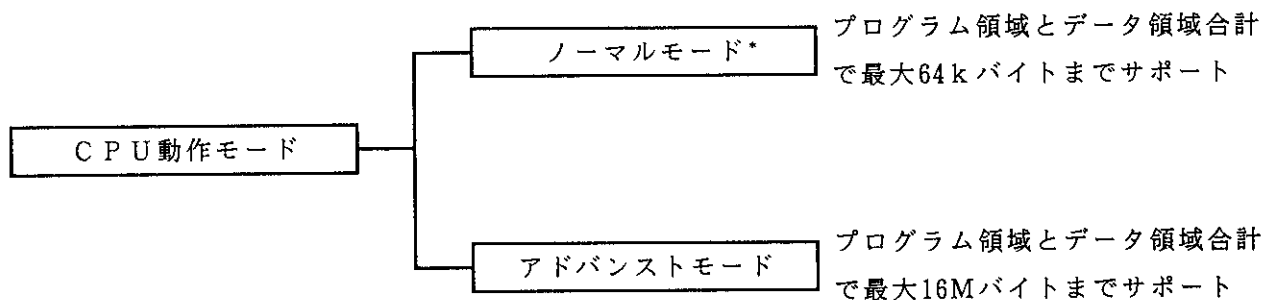 プログラム領域とデータ領域合計
ノーマルモード*
で最大64kバイトまでサポート
CPU動作モード
プログラム領域とデータ領域合計
アドバンストモード
で最大16Mバイトまでサポート